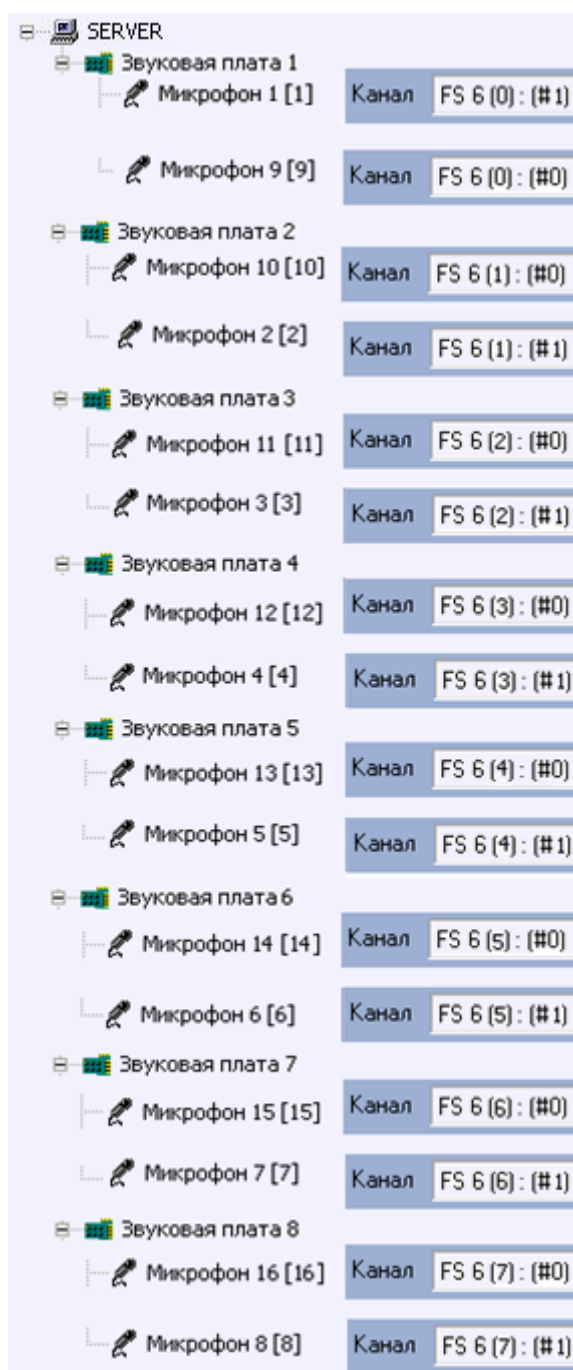 SERVER
Звуковая плата 1
Микрофон 1 [1] Канал FS 6 (0) : (#1)
Микрофон 9 [9] Канал FS 6 (0) : (#0)
Звуковая плата 2
Микрофон 10 [10] Канал FS 6 (1) : (#0)
Микрофон 2 [2] Канал FS 6 (1) : (#1)
Звуковая плата 3
Микрофон 11 [11] Канал FS 6 (2) : (#0)
Микрофон 3 [3] Канал FS 6 (2) : (#1)
Звуковая плата 4
Микрофон 12 [12] Канал FS 6 (3) : (#0)
Микрофон 4 [4] Канал FS 6 (3) : (#1)
Звуковая плата 5
Микрофон 13 [13] Канал FS 6 (4) : (#0)
Микрофон 5 [5] Канал FS 6 (4) : (#1)
Звуковая плата 6
Микрофон 14 [14] Канал FS 6 (5) : (#0)
Микрофон 6 [6] Канал FS 6 (5) : (#1)
Звуковая плата 7
Микрофон 15 [15] Канал FS 6 (6) : (#0)
Микрофон 7 [7] Канал FS 6 (6) : (#1)
Звуковая плата 8
Микрофон 16 [16] Канал FS 6 (7) : (#0)
Микрофон 8 [8] Канал FS 6 (7) : (#1)